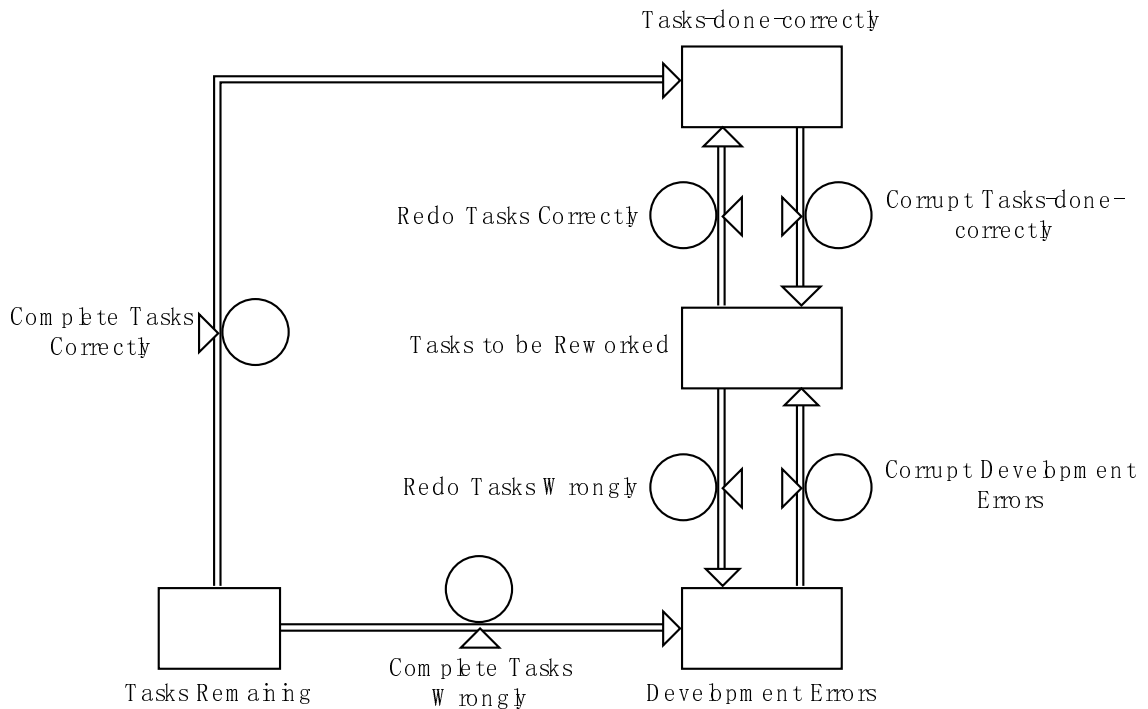 Tasks-done-correctly
Redo Tasks Correctly
Corrupt Tasks-done-
correctly
Complete Tasks
Correctly
Tasks to be Reworked
Redo Tasks Wrongly
Corrupt Development
Errors
Complete Tasks
Wrongly
Tasks Remaining
Development Errors